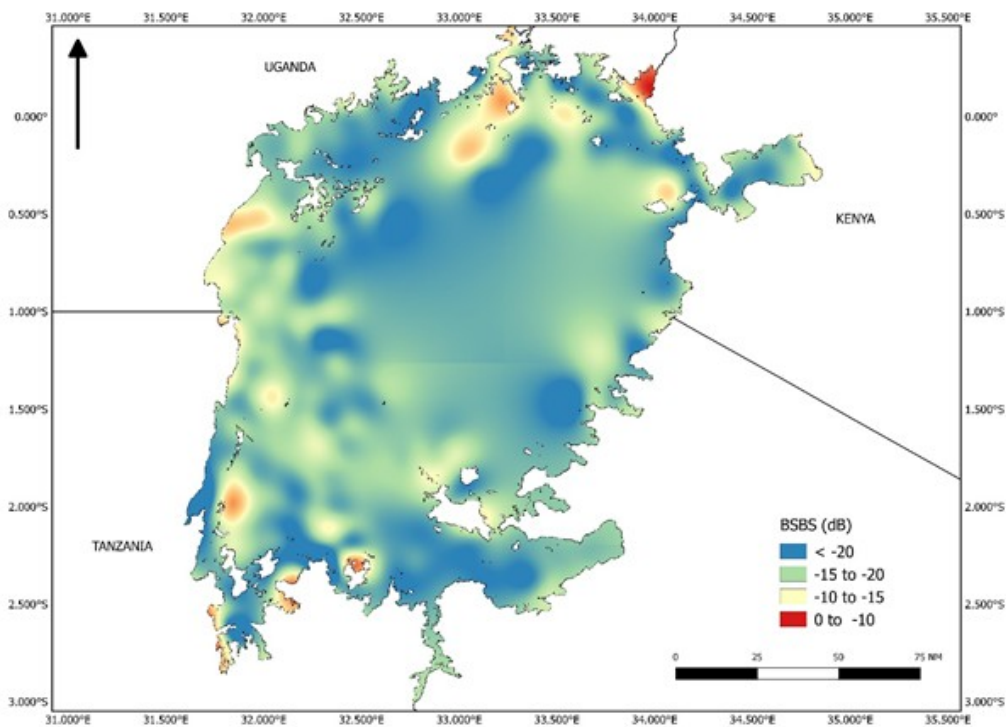 31.000°E 31.500°E 32.000°E 32.500°E 33.000°E 33.500°E 34.000°E 34.500°E 35.000°E 35.500°E
UGANDA
0.000° 0.000°
0.500°S 0.500°S
KENYA
1.000°S 1.000°S
1.500°S 1.500°S
2.000°S 2.000°S
BSBS (dB)
TANZANIA
< -20
-15 to -20
-10 to -15
2.500°S 2.500°S
0 to -10
0 25 50 75 NM
3.000°S 3.000°S
31.000°E 31.500°E 32.000°E 32.500°E 33.000°E 33.500°E 34.000°E 34.500°E 35.000°E 35.500°E